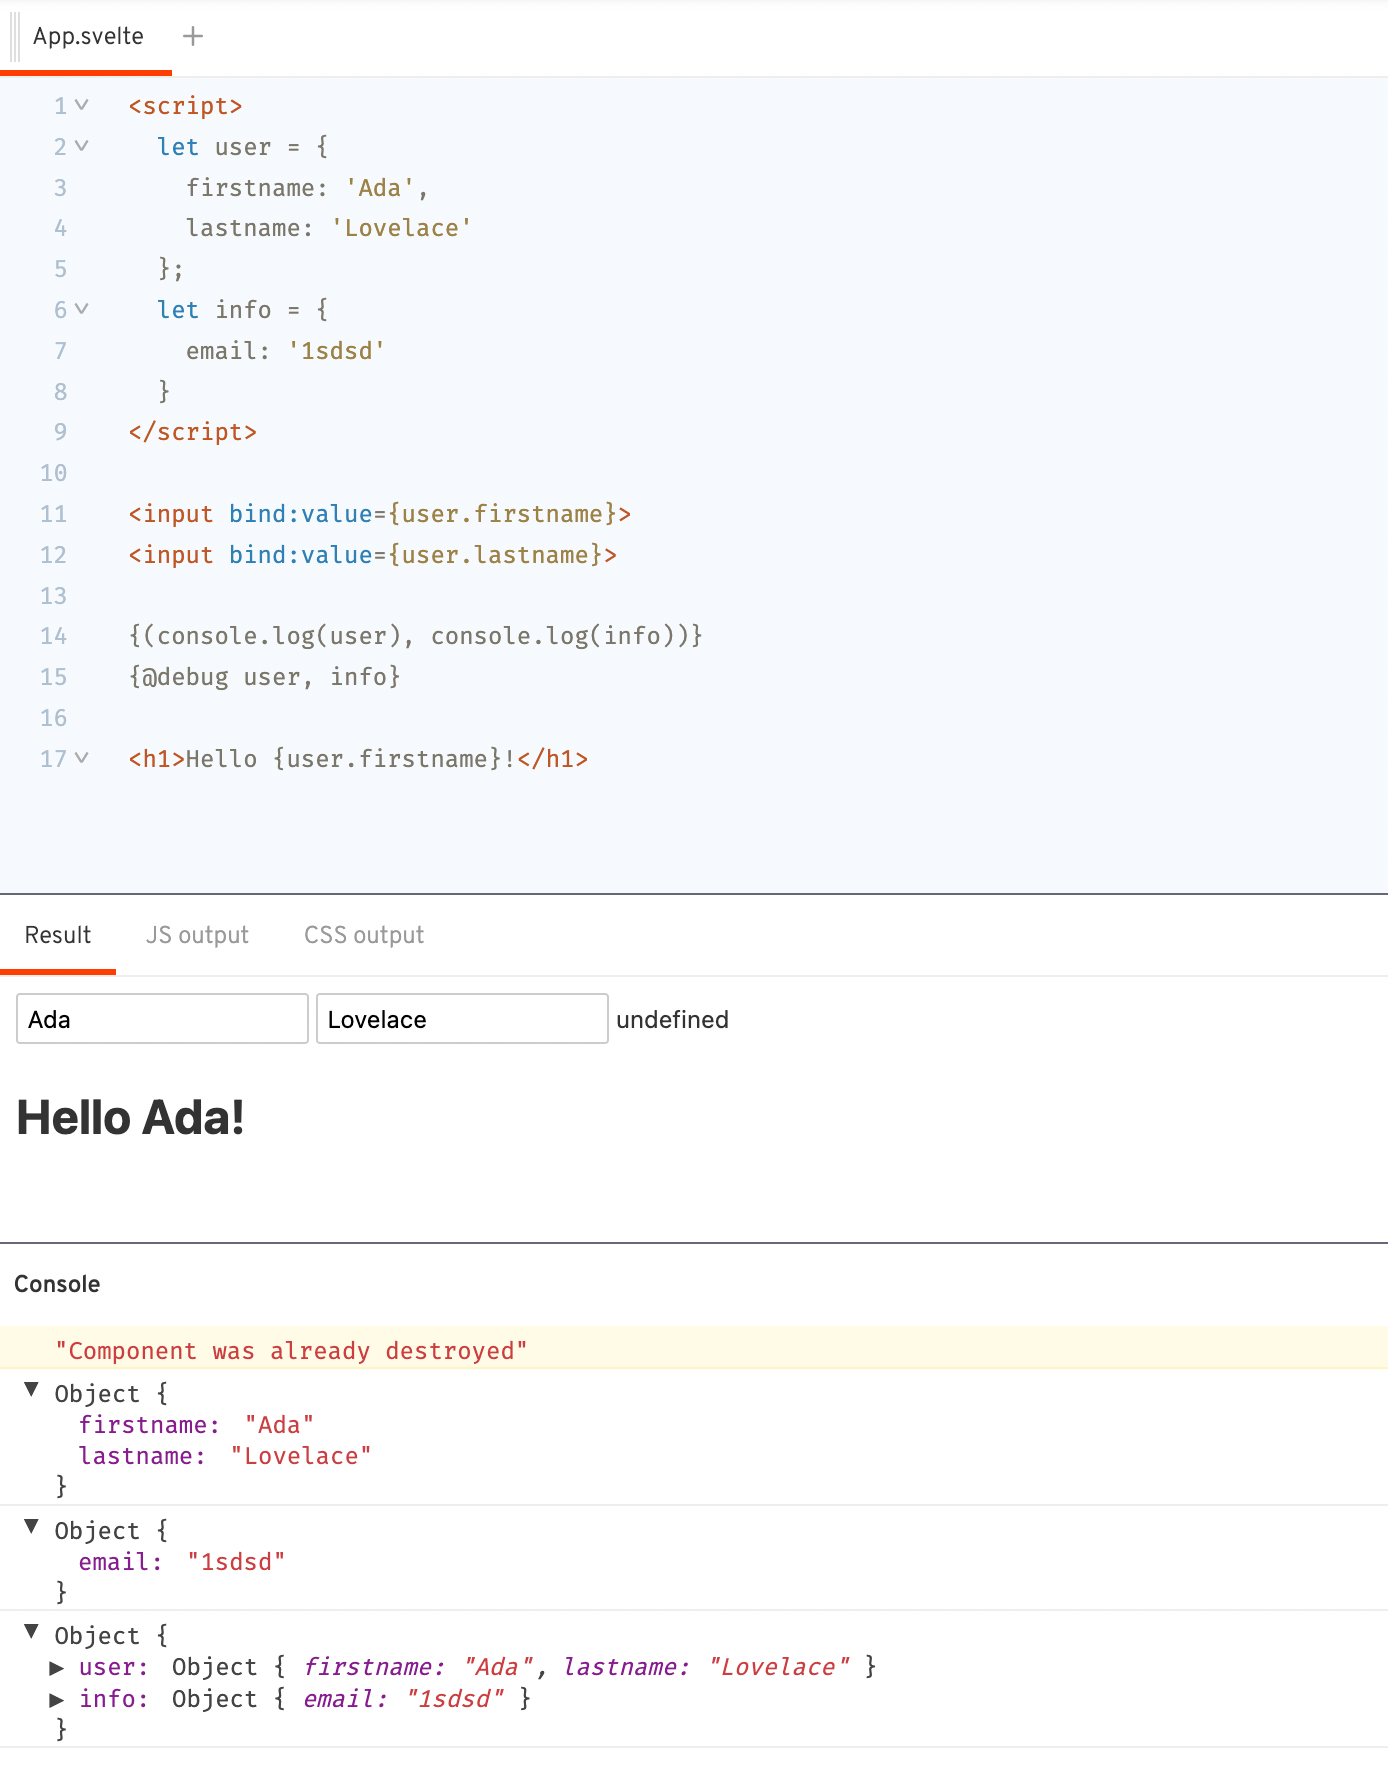 App.svelte +
1 <script>
2   let user = {
3     firstname: 'Ada',
4     lastname: 'Lovelace'
5   };
6   let info = {
7     email: '1sdsd'
8   }
9 </script>
10
11 <input bind:value={user.firstname}>
12 <input bind:value={user.lastname}>
13
14 {(console.log(user), console.log(info))}
15 {@debug user, info}
16
17 <h1>Hello {user.firstname}!</h1>
Result JS output CSS output
Ada Lovelace undefined
Hello Ada!
Console
"Component was already destroyed"
▼ Object {
firstname: "Ada"
lastname: "Lovelace"
}
▼ Object {
email: "1sdsd"
}
▼ Object {
▶ user: Object { firstname: "Ada", lastname: "Lovelace" }
▶ info: Object { email: "1sdsd" }
}